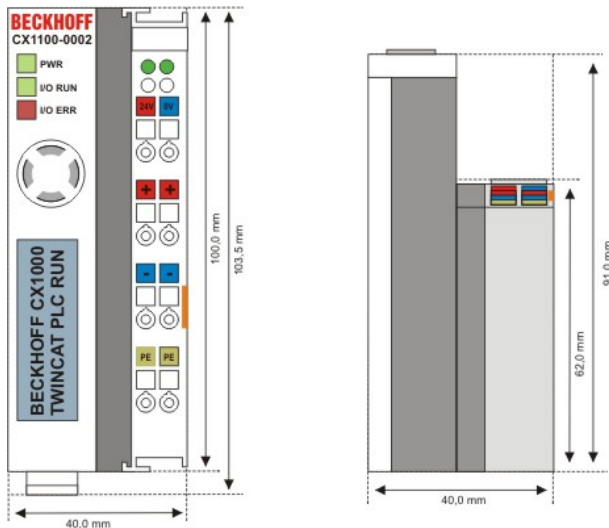 BECKHOFF
CX1100-0002
PWR
I/O RUN
I/O ERR
24V 0V
+ +
- -
PE PE
BECKHOFF CX1000
TWINCAT PLC RUN
100,0 mm
103,5 mm
40,0 mm
91,0 mm
62,0 mm
40,0 mm